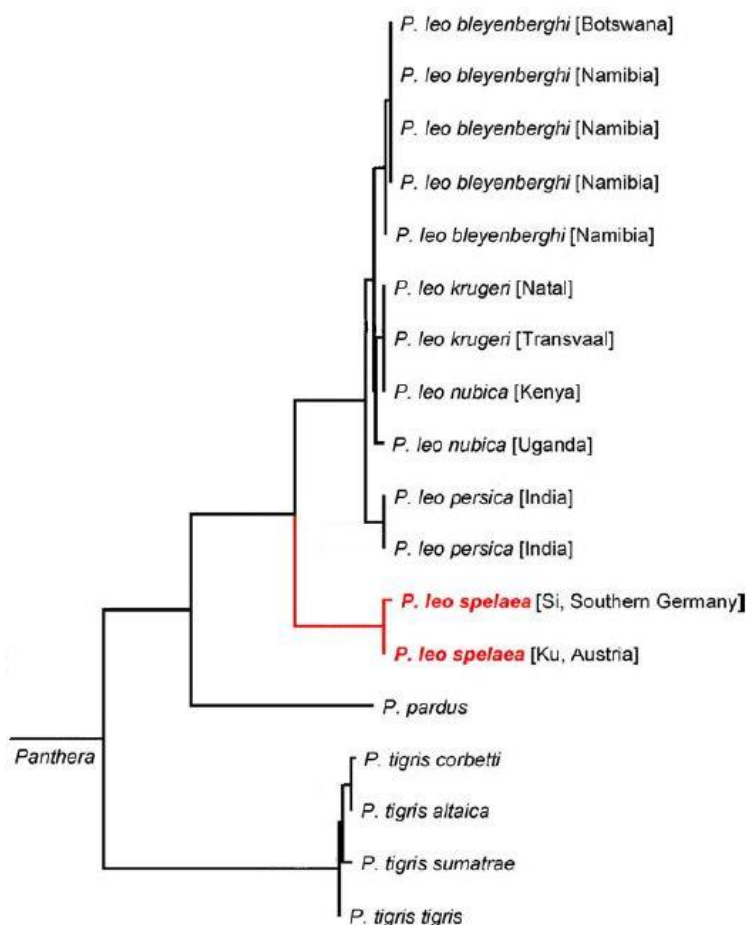 P. leo bleyenberghi [Botswana]
P. leo bleyenberghi [Namibia]
P. leo bleyenberghi [Namibia]
P. leo bleyenberghi [Namibia]
P. leo bleyenberghi [Namibia]
P. leo krugeri [Natal]
P. leo krugeri [Transvaal]
P. leo nubica [Kenya]
P. leo nubica [Uganda]
P. leo persica [India]
P. leo persica [India]
P. leo spelaea [Si, Southern Germany]
P. leo spelaea [Ku, Austria]
P. pardus
Panthera
P. tigris corbetti
P. tigris altaica
P. tigris sumatrae
P. tigris tigris